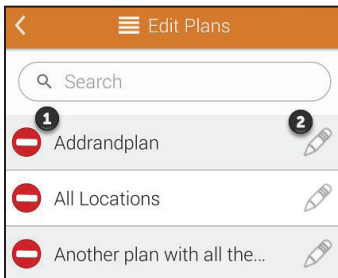 Edit Plans
Search
1 2
Addrandplan
All Locations
Another plan with all the...